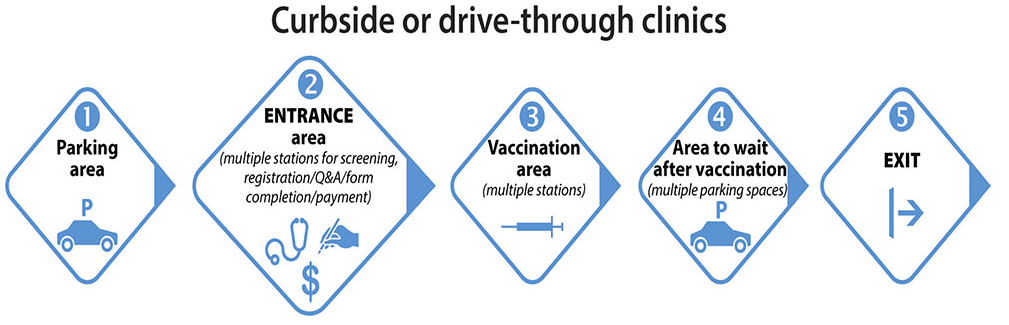 Curbside or drive-through clinics
1
Parking
area
P
2
ENTRANCE
area
(multiple stations for screening,
registration/Q&A/form
completion/payment)
$
3
Vaccination
area
(multiple stations)
4
Area to wait
after vaccination
(multiple parking spaces)
P
5
EXIT